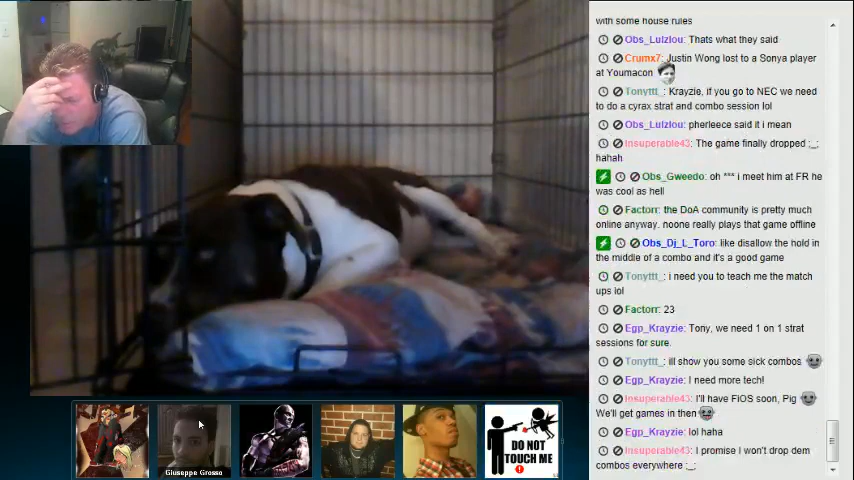 with some house rules
Obs_Lulzlou: Thats what they said
Crumx7: Justin Wong lost to a Sonya player
at Youmacon
Tonyttt_: Krayzie, if you go to NEC we need
to do a cyrax strat and combo session lol
Obs_Lulzlou: pherleece said it i mean
Insuperable43: The game finally dropped :_;
hahah
Obs_Gweedo: oh *** i meet him at FR he
was cool as hell
Factorr: the DoA community is pretty much
online anyway. noone really plays that game offline
Obs_Dj_L_Toro: like disallow the hold in
the middle of a combo and it's a good game
Tonyttt_: i need you to teach me the match
ups lol
Factorr: 23
Egp_Krayzie: Tony, we need 1 on 1 strat
sessions for sure.
Tonyttt_: ill show you some sick combos
Egp_Krayzie: I need more tech!
Insuperable43: I'll have FiOS soon, Pig
We'll get games in then
Egp_Krayzie: lol haha
Insuperable43: I promise I won't drop dem
combos everywhere :_;
Giuseppe Grosso
DO NOT
TOUCH ME